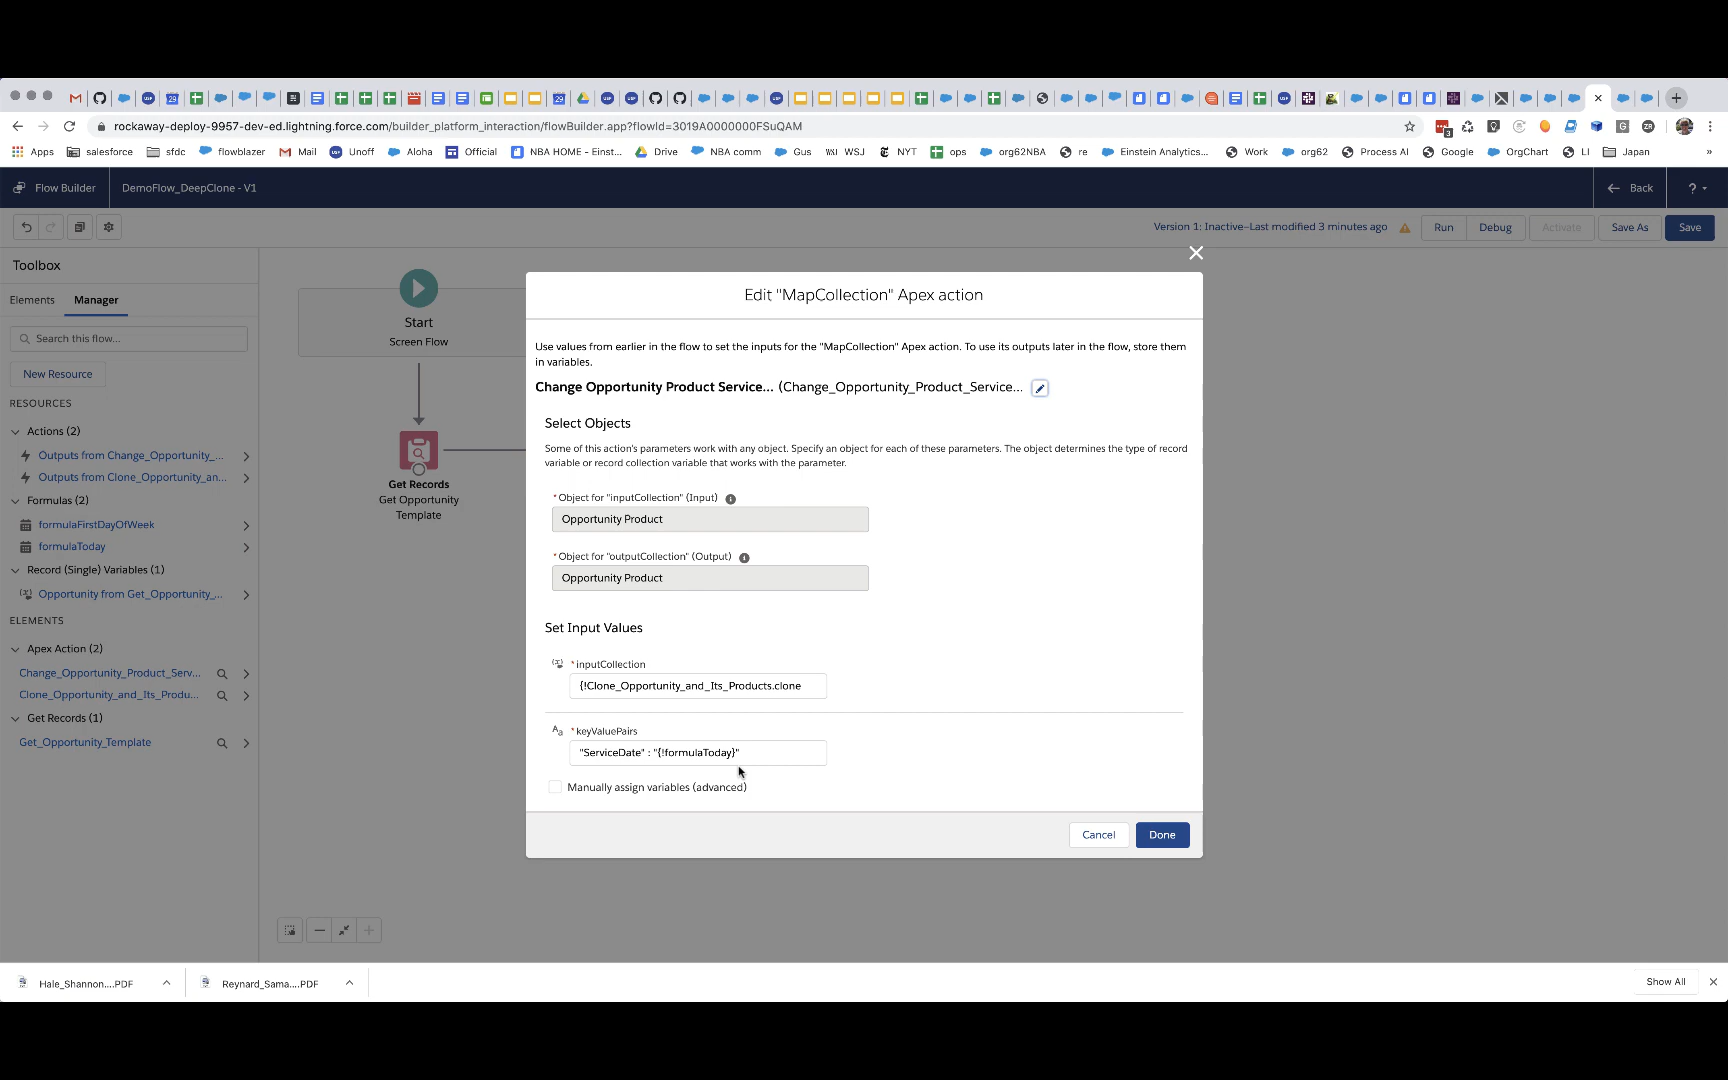 rockaway-deploy-9957-dev-ed.lightning.force.com/builder_platform_interaction/flowBuilder.app?flowId=3019A0000000FSuQAM
Apps salesforce sfdc flowblazer Mail Unoff Aloha Official NBA HOME - Einst... Drive NBA comm Gus WSJ WSJ NYT ops org62NBA re Einstein Analytics... Work org62 Process AI Google OrgChart LI Japan »
Flow Builder DemoFlow_DeepClone - V1 Back ?
Version 1: Inactive–Last modified 3 minutes ago Run Debug Activate Save As Save
Toolbox
Elements Manager
Search this flow...
New Resource
RESOURCES
Actions (2)
Outputs from Change_Opportunity_...
Outputs from Clone_Opportunity_an...
Formulas (2)
formulaFirstDayOfWeek
formulaToday
Record (Single) Variables (1)
Opportunity from Get_Opportunity_...
ELEMENTS
Apex Action (2)
Change_Opportunity_Product_Serv...
Clone_Opportunity_and_Its_Produ...
Get Records (1)
Get_Opportunity_Template
Start
Screen Flow
Get Records
Get Opportunity
Template
Edit "MapCollection" Apex action
Use values from earlier in the flow to set the inputs for the "MapCollection" Apex action. To use its outputs later in the flow, store them
in variables.
Change Opportunity Product Service... (Change_Opportunity_Product_Service...
Select Objects
Some of this action's parameters work with any object. Specify an object for each of these parameters. The object determines the type of record
variable or record collection variable that works with the parameter.
*Object for "inputCollection" (Input)
Opportunity Product
*Object for "outputCollection" (Output)
Opportunity Product
Set Input Values
*inputCollection
{!Clone_Opportunity_and_Its_Products.clone
Aa *keyValuePairs
"ServiceDate" : "{!formulaToday}"
Manually assign variables (advanced)
Cancel Done
Hale_Shannon....PDF Reynard_Sama....PDF Show All